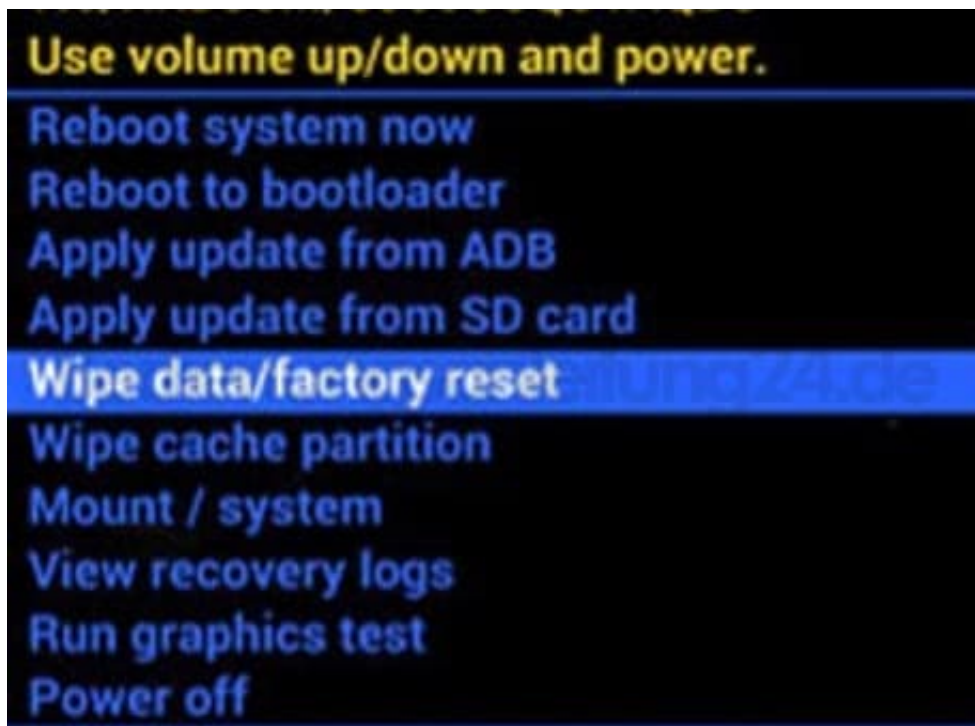 Use volume up/down and power.
Reboot system now
Reboot to bootloader
Apply update from ADB
Apply update from SD card
Wipe data/factory reset
Wipe cache partition
Mount / system
View recovery logs
Run graphics test
Power off